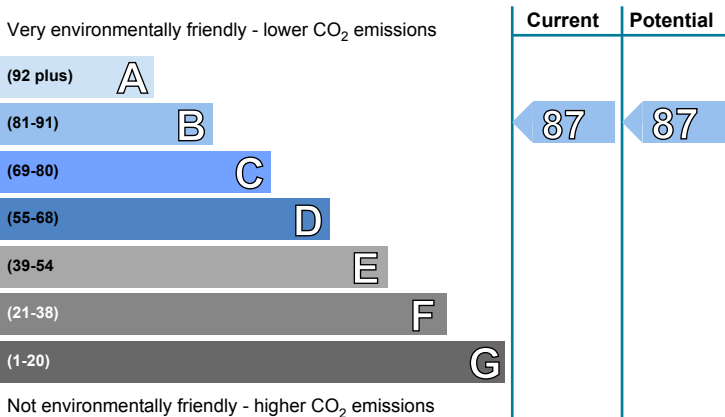 Current Potential
Very environmentally friendly - lower CO₂ emissions
(92 plus) A
(81-91) B 87 87
(69-80) C
(55-68) D
(39-54 E
(21-38) F
(1-20) G
Not environmentally friendly - higher CO₂ emissions